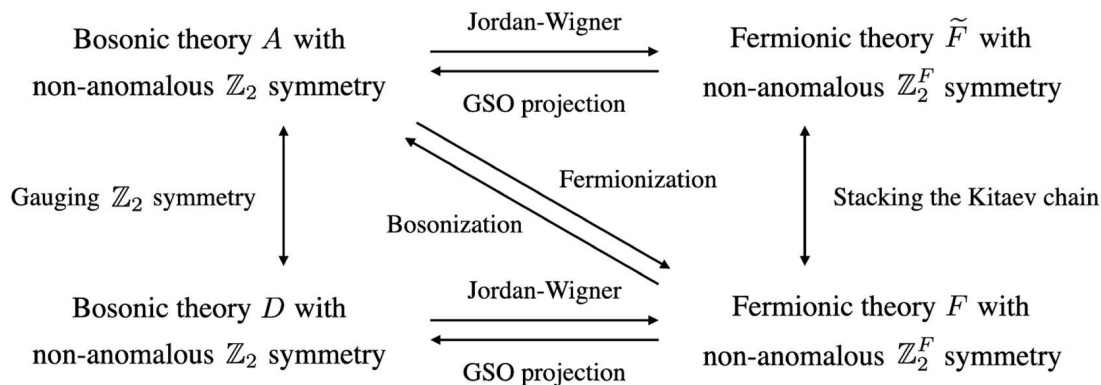 Bosonic theory A with
non-anomalous ℤ₂ symmetry
Jordan-Wigner
GSO projection
Fermionic theory F̃ with
non-anomalous ℤ₂ᶠ symmetry
Gauging ℤ₂ symmetry
Fermionization
Bosonization
Stacking the Kitaev chain
Bosonic theory D with
non-anomalous ℤ₂ symmetry
Jordan-Wigner
GSO projection
Fermionic theory F with
non-anomalous ℤ₂ᶠ symmetry